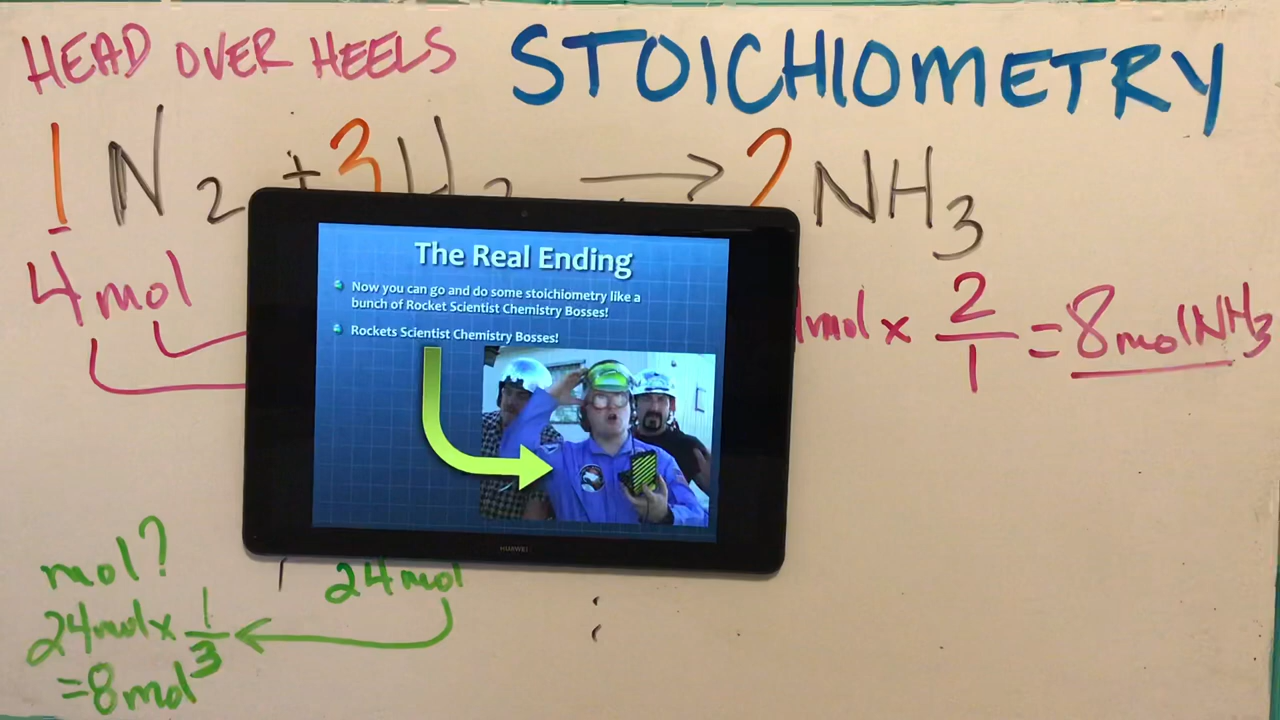 HEAD OVER HEELS STOICHIOMETRY
1 N2 + 3 H2 → 2 NH3
4 mol
mol x 2/1 = 8 mol NH3
The Real Ending
Now you can go and do some stoichiometry like a
bunch of Rocket Scientist Chemistry Bosses!
Rockets Scientist Chemistry Bosses!
HUAWEI
mol?
24 mol
24 mol x 1/3
= 8 mol